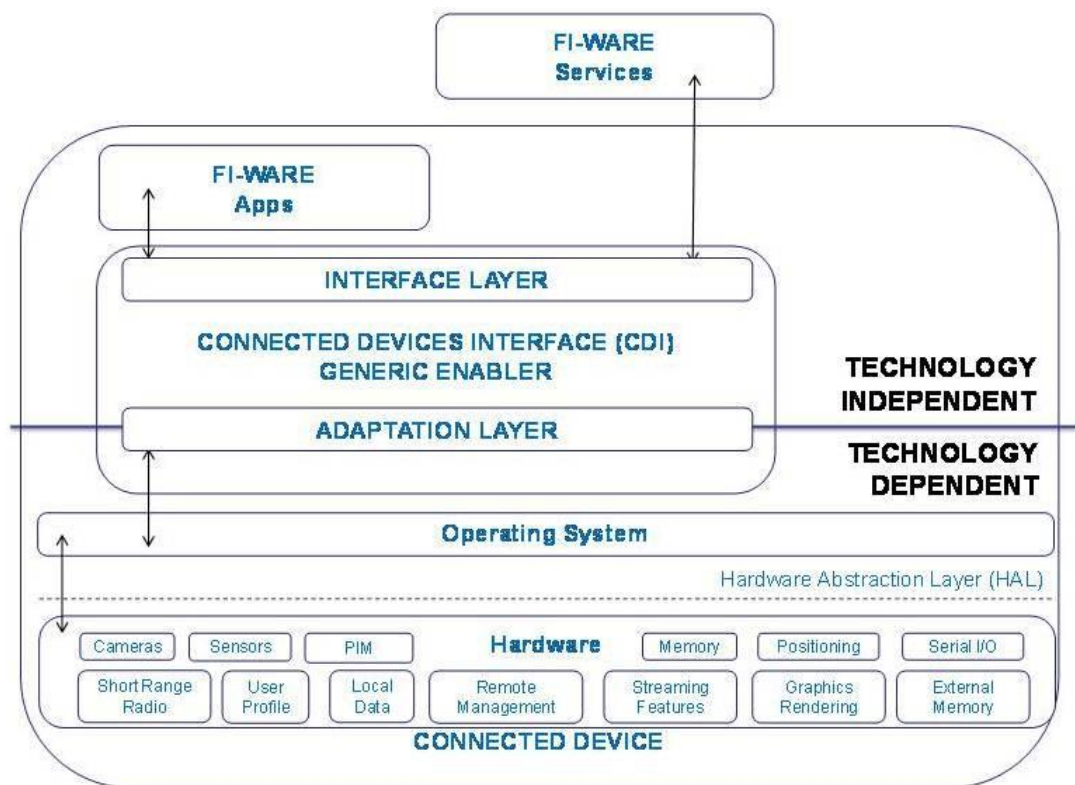 FI-WARE
Services
FI-WARE
Apps
INTERFACE LAYER
CONNECTED DEVICES INTERFACE (CDI)
GENERIC ENABLER
TECHNOLOGY
INDEPENDENT
ADAPTATION LAYER
TECHNOLOGY
DEPENDENT
Operating System
Hardware Abstraction Layer (HAL)
Cameras
Sensors
PIM
Hardware
Memory
Positioning
Serial I/O
Short Range
Radio
User
Profile
Local
Data
Remote
Management
Streaming
Features
Graphics
Rendering
External
Memory
CONNECTED DEVICE